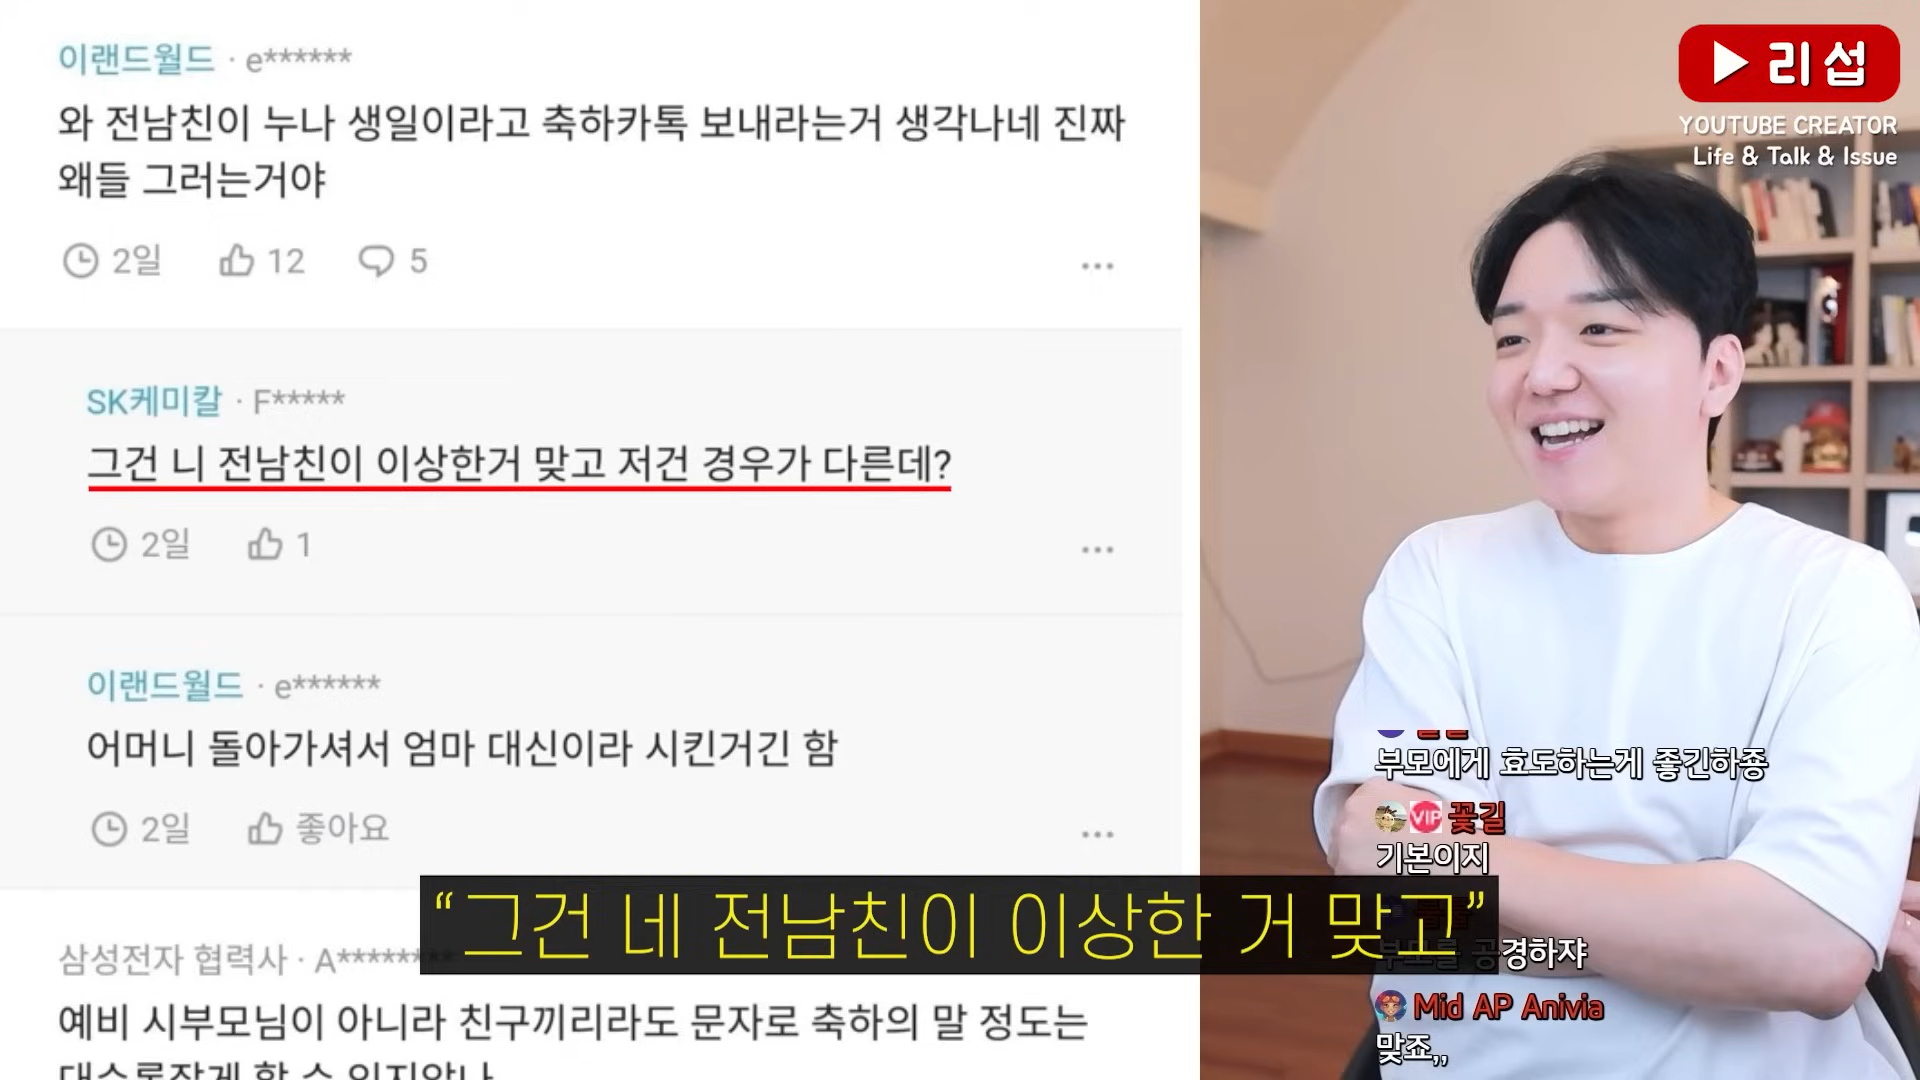 이랜드월드 · e******
와 전남친이 누나 생일이라고 축하카톡 보내라는거 생각나네 진짜
왜들 그러는거야
2일 12 5
SK케미칼 · F*****
그건 니 전남친이 이상한거 맞고 저건 경우가 다른데?
2일 1
이랜드월드 · e******
어머니 돌아가셔서 엄마 대신이라 시킨거긴 함
2일 좋아요
삼성전자 협력사 · A********
예비 시부모님이 아니라 친구끼리라도 문자로 축하의 말 정도는
“그건 네 전남친이 이상한 거 맞고”
리섭
YOUTUBE CREATOR
Life & Talk & Issue
부모에게 효도하는게 좋긴하죵
VIP 꽃길
기본이지
부모를 공경하쟈
Mid AP Anivia
맞죠,,